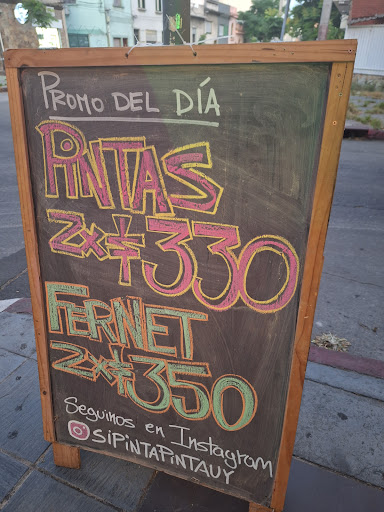 PROMO DEL DÍA
PINTAS
2x$330
FERNET
2x$350
Seguinos en Instagram
@SIPINTAPINTAUY